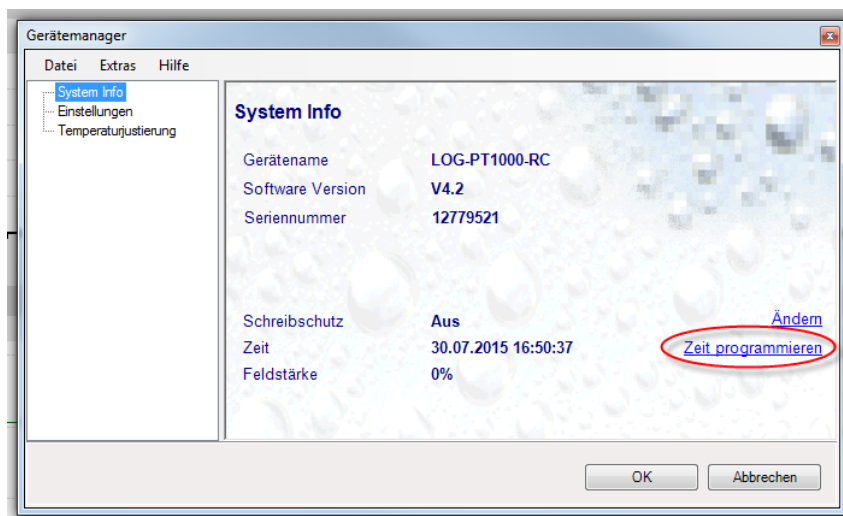 Gerätemanager
Datei Extras Hilfe
System Info
Einstellungen
Temperaturjustierung
System Info
Gerätename LOG-PT1000-RC
Software Version V4.2
Seriennummer 12779521
Schreibschutz Aus Ändern
Zeit 30.07.2015 16:50:37 Zeit programmieren
Feldstärke 0%
OK Abbrechen